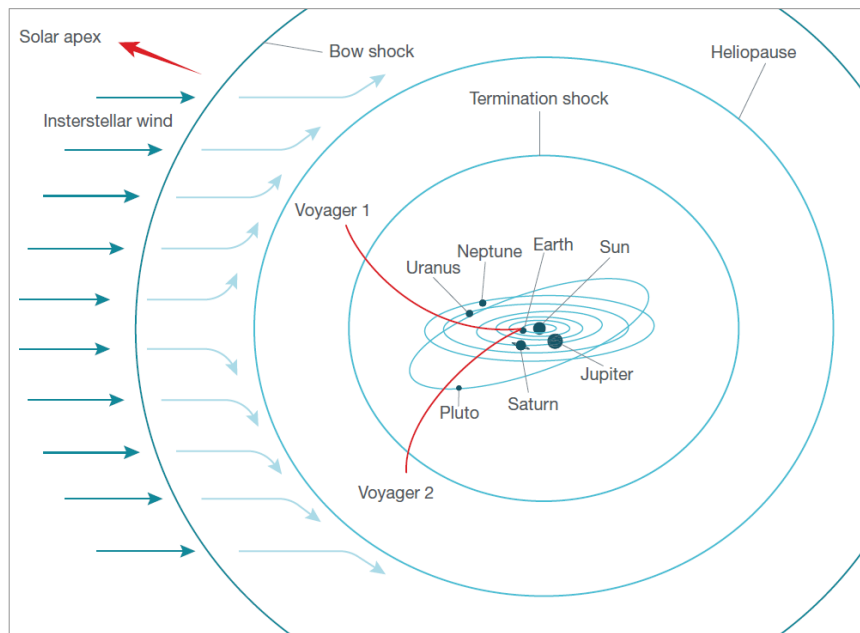 Solar apex
Bow shock
Heliopause
Termination shock
Insterstellar wind
Voyager 1
Neptune
Earth
Sun
Uranus
Jupiter
Saturn
Pluto
Voyager 2